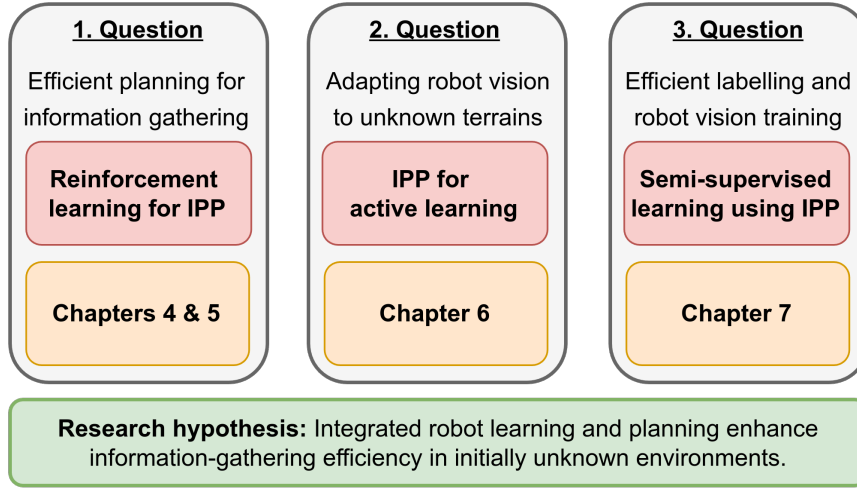 1. Question
Efficient planning for
information gathering
Reinforcement
learning for IPP
Chapters 4 & 5
2. Question
Adapting robot vision
to unknown terrains
IPP for
active learning
Chapter 6
3. Question
Efficient labelling and
robot vision training
Semi-supervised
learning using IPP
Chapter 7
Research hypothesis: Integrated robot learning and planning enhance
information-gathering efficiency in initially unknown environments.